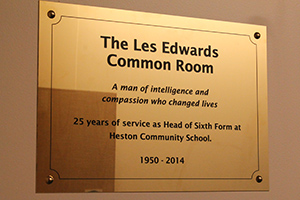 The Les Edwards
Common Room
A man of intelligence and
compassion who changed lives
25 years of service as Head of Sixth Form at
Heston Community School.
1950 - 2014